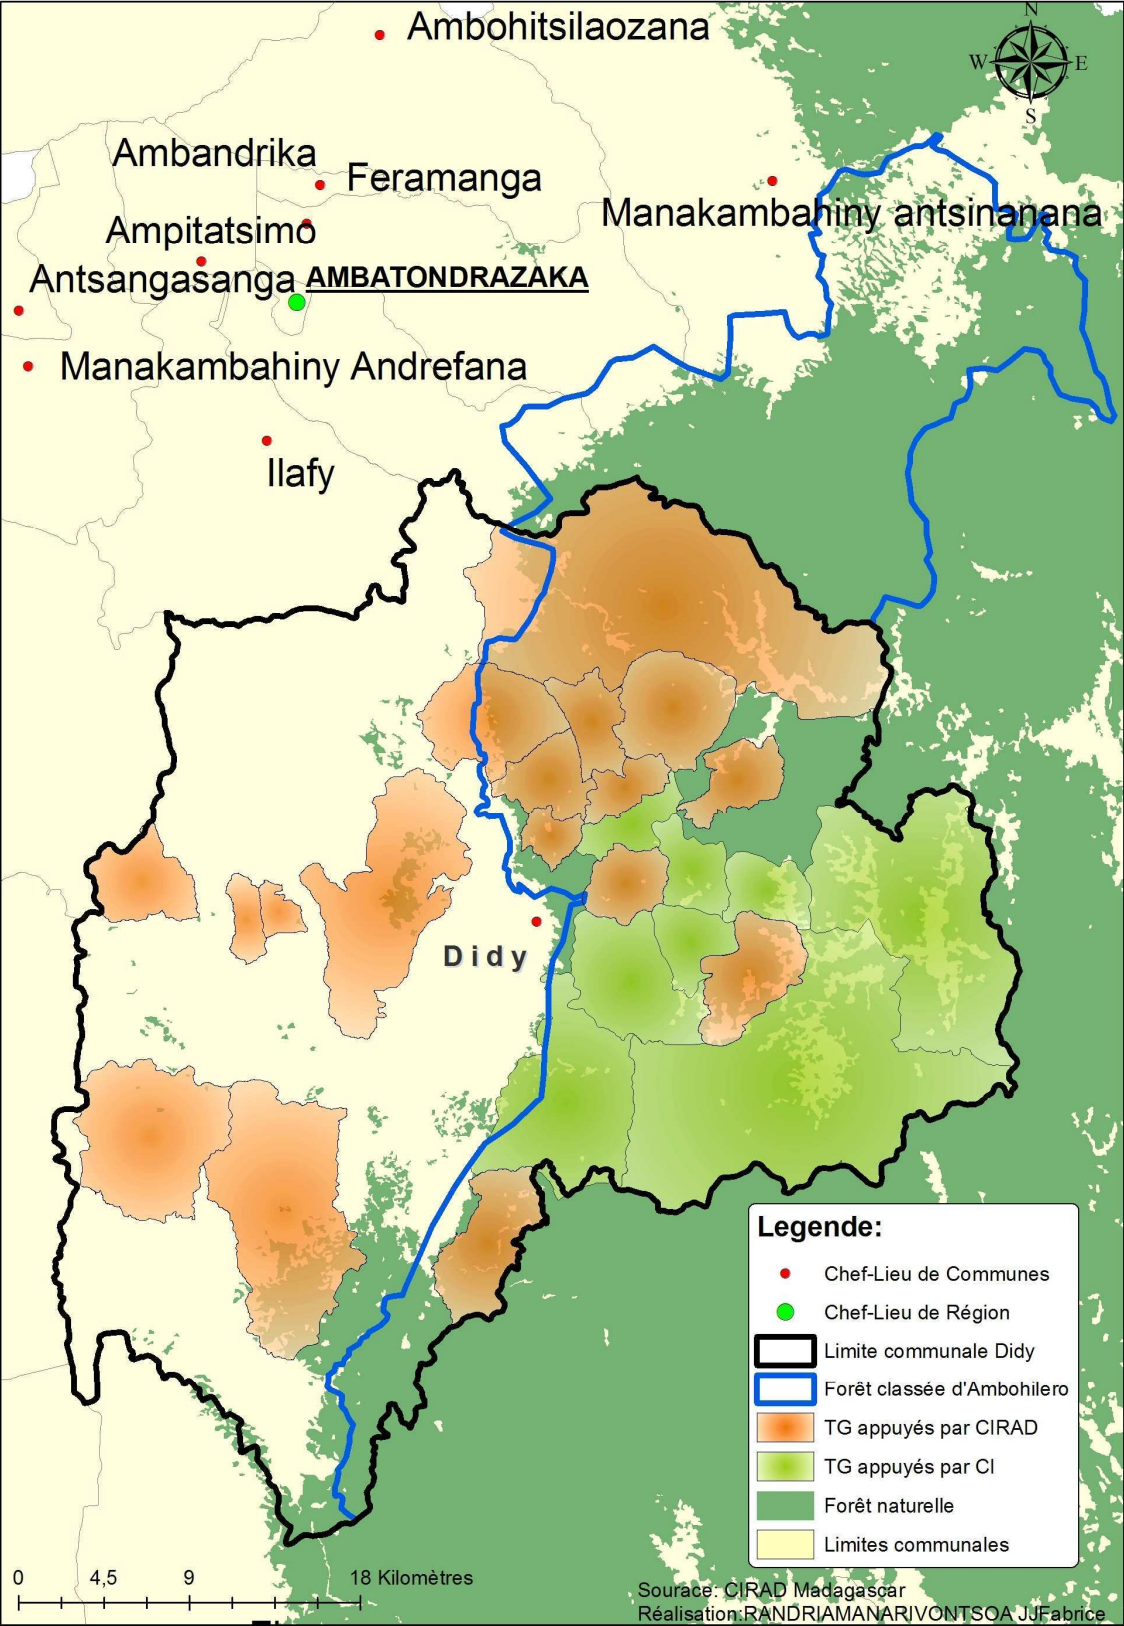 N
Ambohitsilaozana
W E
S
Ambandrika
Feramanga
Manakambahiny antsinanana
Ampitatsimo
Antsangasanga
AMBATONDRAZAKA
Manakambahiny Andrefana
Ilafy
Didy
Legende:
Chef-Lieu de Communes
Chef-Lieu de Région
Limite communale Didy
Forêt classée d'Ambohilero
TG appuyés par CIRAD
TG appuyés par CI
Forêt naturelle
Limites communales
0 4,5 9 18 Kilomètres
Sourace: CIRAD Madagascar
Réalisation:RANDRIAMANARIVONTSOA JJFabrice